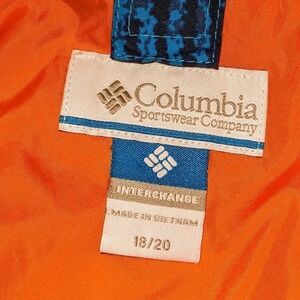 Columbia
Sportswear Company
INTERCHANGE
MADE IN VIETNAM
18/20